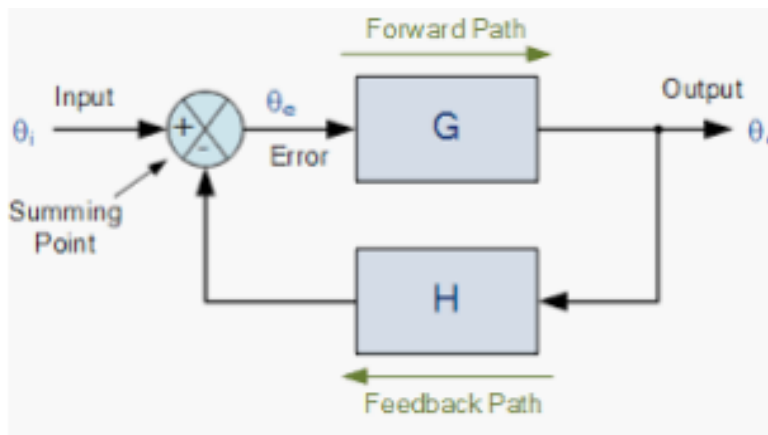 Forward Path
Input
θi
+
-
θe
Error
G
Output
θ
Summing
Point
H
Feedback Path